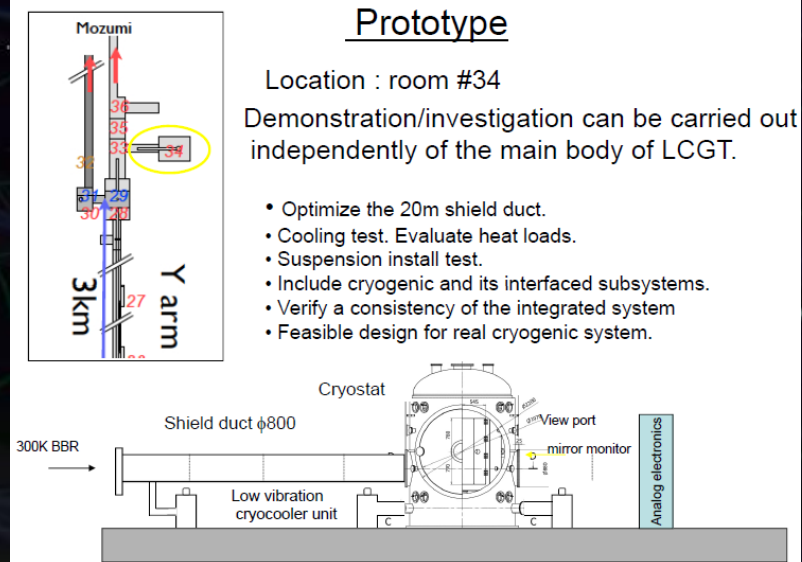 Prototype
Mozumi
Location : room #34
Demonstration/investigation can be carried out
independently of the main body of LCGT.
36
35
33
34
32
31 29
30 28
27
3km
Y arm
• Optimize the 20m shield duct.
• Cooling test. Evaluate heat loads.
• Suspension install test.
• Include cryogenic and its interfaced subsystems.
• Verify a consistency of the integrated system
• Feasible design for real cryogenic system.
Cryostat
Shield duct ϕ800
View port
300K BBR
mirror monitor
Low vibration
cryocooler unit
Analog electronics
C
C